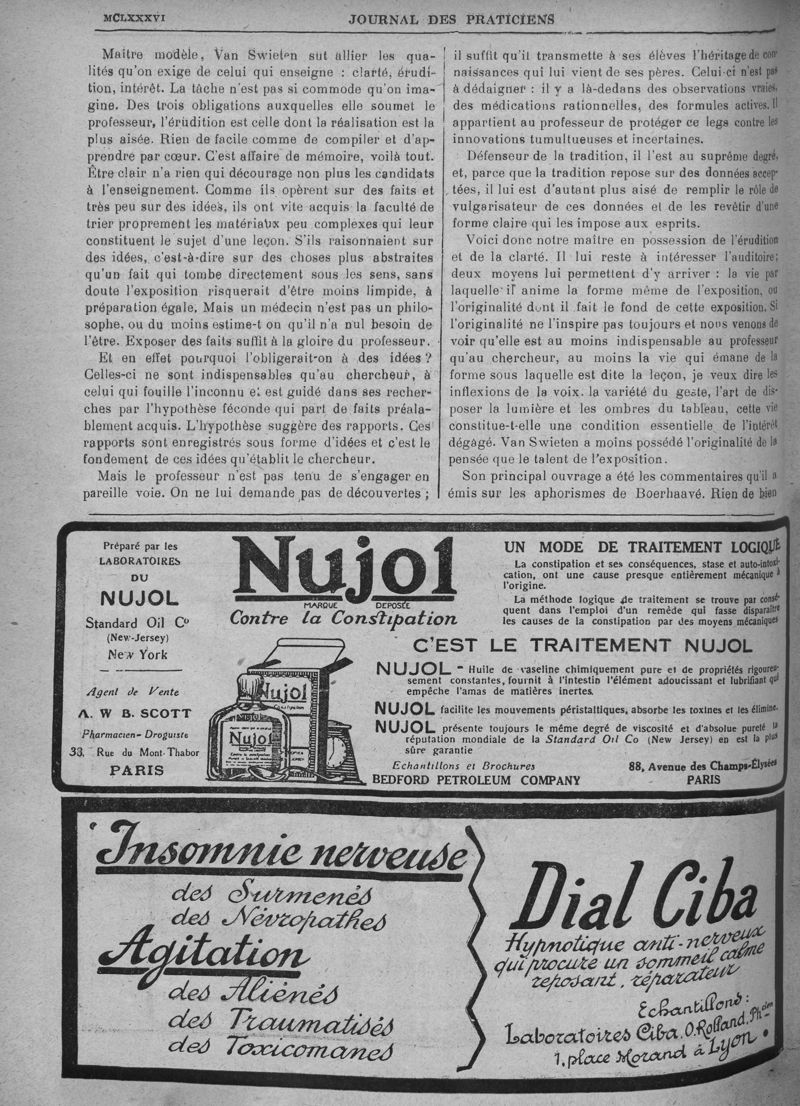 MCLXXXVI
JOURNAL DES PRATICIENS
Maitre modèle, Van Swieten sut allier les qua-
lités qu'on exige de celui qui enseigne : clarté, érudi-
tion, intérêt. La tâche n'est pas si commode qu'on ima-
gine. Des trois obligations auxquelles elle soumet le
professeur, l'érudition est celle dont la réalisation est la
plus aisée. Rien de facile comme de compiler et d'ap-
prendre par cœur. C'est affaire de mémoire, voilà tout.
Être clair n'a rien qui décourage non plus les candidats
à l'enseignement. Comme ils opèrent sur des faits et
très peu sur des idées, ils ont vite acquis la faculté de
trier proprement les matériaux peu complexes qui leur
constituent le sujet d'une leçon. S'ils raisonnaient sur
des idées, c'est-à-dire sur des choses plus abstraites
qu'un fait qui tombe directement sous les sens, sans
doute l'exposition risquerait d'être moins limpide, à
préparation égale. Mais un médecin n'est pas un philo-
sophe, ou du moins estime-t on qu'il n'a nul besoin de
l'être. Exposer des faits suffit à la gloire du professeur.
Et en effet pourquoi l'obligerait-on à des idées ?
Celles-ci ne sont indispensables qu'au chercheur, à
celui qui fouille l'inconnu et est guidé dans ses recher-
ches par l'hypothèse féconde qui part de faits préala-
blement acquis. L'hypothèse suggère des rapports. Ces
rapports sont enregistrés sous forme d'idées et c'est le
fondement de ces idées qu'établit le chercheur.
Mais le professeur n'est pas tenu de s'engager en
pareille voie. On ne lui demande pas de découvertes ;
il suffit qu'il transmette à ses élèves l'héritage de con-
naissances qui lui vient de ses pères. Celui-ci n'est pas
à dédaigner : il y a là-dedans des observations vraies,
des médications rationnelles, des formules actives. Il
appartient au professeur de protéger ce legs contre les
innovations tumultueuses et incertaines.
Défenseur de la tradition, il l'est au suprême degré,
et, parce que la tradition repose sur des données accep-
tées, il lui est d'autant plus aisé de remplir le rôle de
vulgarisateur de ces données et de les revêtir d'une
forme claire qui les impose aux esprits.
Voici donc notre maître en possession de l'érudition
et de la clarté. Il lui reste à intéresser l'auditoire;
deux moyens lui permettent d'y arriver : la vie par
laquelle il anime la forme même de l'exposition, ou
l'originalité dont il fait le fond de cette exposition. Si
l'originalité ne l'inspire pas toujours et nous venons de
voir qu'elle est au moins indispensable au professeur
qu'au chercheur, au moins la vie qui émane de la
forme sous laquelle est dite la leçon, je veux dire les
inflexions de la voix. la variété du geste, l'art de dis-
poser la lumière et les ombres du tableau, cette vie
constitue-t-elle une condition essentielle de l'intérêt
dégagé. Van Swieten a moins possédé l'originalité de la
pensée que le talent de l'exposition.
Son principal ouvrage a été les commentaires qu'il a
émis sur les aphorismes de Boerhaavé. Rien de bien
Préparé par les
LABORATOIRES
DU
NUJOL
Standard Oil Co
(New-Jersey)
New York
Agent de Vente
A. W B. SCOTT
Pharmacien-Droguiste
33, Rue du Mont-Thabor
PARIS
Nujol
MARQUE DEPOSÉE
Contre la Constipation
Nujol
Nujol
UN MODE DE TRAITEMENT LOGIQUE
La constipation et ses conséquences, stase et auto-intoxi-
cation, ont une cause presque entièrement mécanique à
l'origine.
La méthode logique de traitement se trouve par consé-
quent dans l'emploi d'un remède qui fasse disparaître
les causes de la constipation par des moyens mécaniques
C'EST LE TRAITEMENT NUJOL
NUJOL - Huile de vaseline chimiquement pure et de propriétés rigoureu-
sement constantes, fournit à l'intestin l'élément adoucissant et lubrifiant qui
empêche l'amas de matières inertes.
NUJOL facilite les mouvements péristaltiques, absorbe les toxines et les élimine.
NUJOL présente toujours le même degré de viscosité et d'absolue pureté la
réputation mondiale de la Standard Oil Co (New Jersey) en est la plus
sûre garantie
Echantillons et Brochures
BEDFORD PETROLEUM COMPANY
88, Avenue des Champs-Élysées
PARIS
Insomnie nerveuse
des Surmenés
des Névropathes
Agitation
des Aliénés
des Traumatisés
des Toxicomanes
Dial Ciba
Hypnotique anti-nerveux
qui procure un sommeil calme
reposant, réparateur
Echantillons:
Laboratoires Ciba, O. Rolland, Phcien
1, place Morand à Lyon.